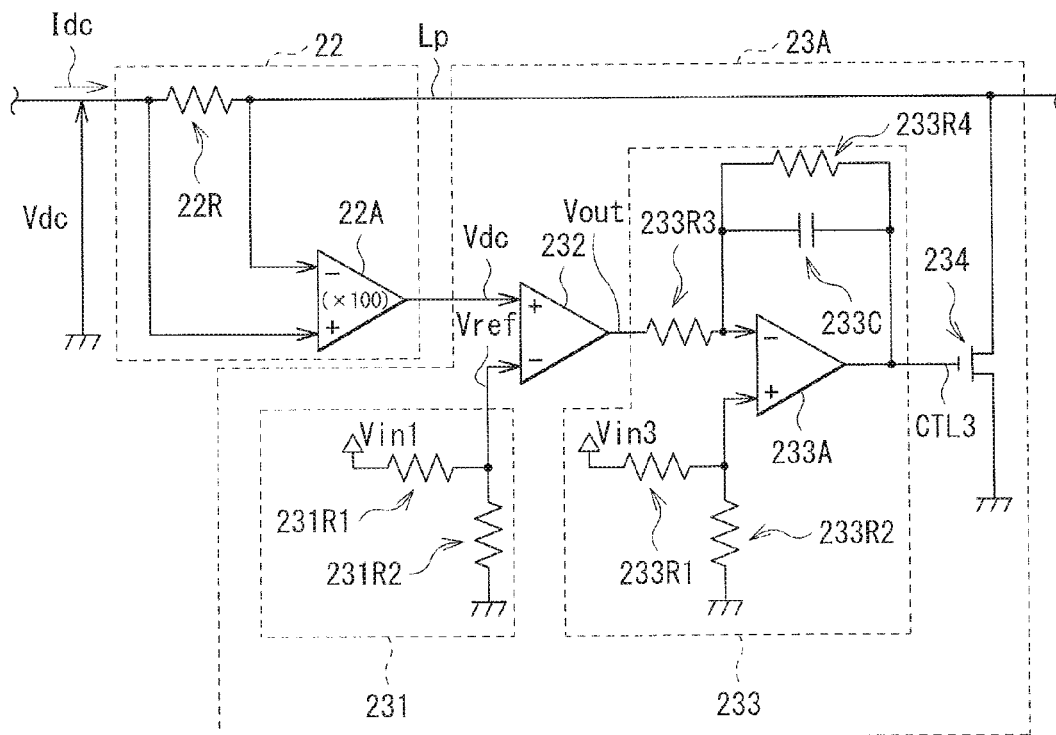 Idc
22
Lp
23A
233R4
22R
22A
Vdc
Vout
233R3
Vdc
232
234
(×100)
−
+
Vref
+
−
233C
−
+
Vin1
Vin3
233A
CTL3
231R1
231R2
233R1
233R2
231
233